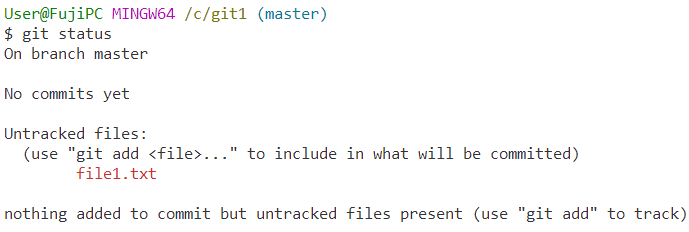 User@FujiPC MINGW64 /c/git1 (master)
$ git status
On branch master

No commits yet

Untracked files:
  (use "git add <file>..." to include in what will be committed)
        file1.txt

nothing added to commit but untracked files present (use "git add" to track)